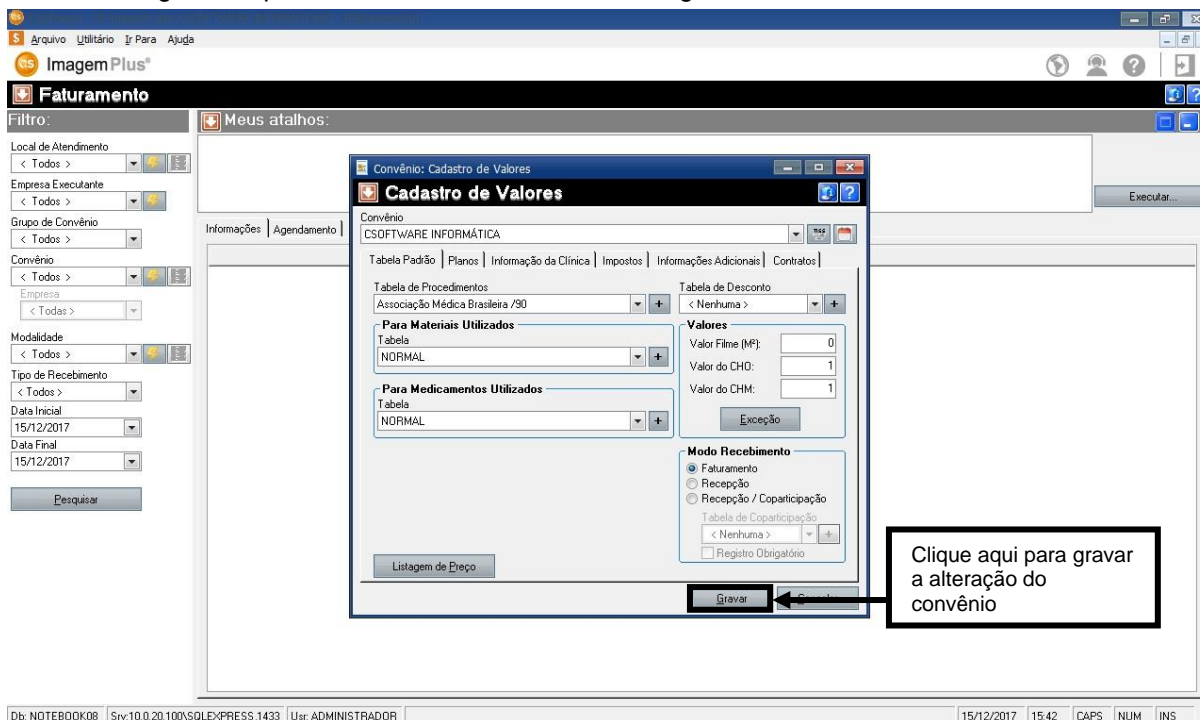 Arquivo Utilitário Ir Para Ajuda
ImagemPlus®
Faturamento
Filtro:
Meus atalhos:
Local de Atendimento
< Todos >
Empresa Executante
< Todos >
Grupo de Convênio
< Todos >
Convênio
< Todos >
Empresa
< Todas >
Modalidade
< Todos >
Tipo de Recebimento
< Todos >
Data Inicial
15/12/2017
Data Final
15/12/2017
Pesquisar
Executar...
Informações Agendamento
Convênio: Cadastro de Valores
Cadastro de Valores
Convênio
CSOFTWARE INFORMÁTICA
Tabela Padrão Planos Informação da Clínica Impostos Informações Adicionais Contratos
Tabela de Procedimentos
Associação Médica Brasileira /90
Tabela de Desconto
< Nenhuma >
Para Materiais Utilizados
Tabela
NORMAL
Para Medicamentos Utilizados
Tabela
NORMAL
Valores
Valor Filme (M²): 0
Valor do CHO: 1
Valor do CHM: 1
Exceção
Modo Recebimento
Faturamento
Recepção
Recepção / Coparticipação
Tabela de Coparticipação
< Nenhuma >
Registro Obrigatório
Listagem de Preço
Gravar
Clique aqui para gravar
a alteração do
convênio
Db: NOTEBOOK08 Srv:10.0.20.100\SQLEXPRESS,1433 Usr: ADMINISTRADOR 15/12/2017 15:42 CAPS NUM INS